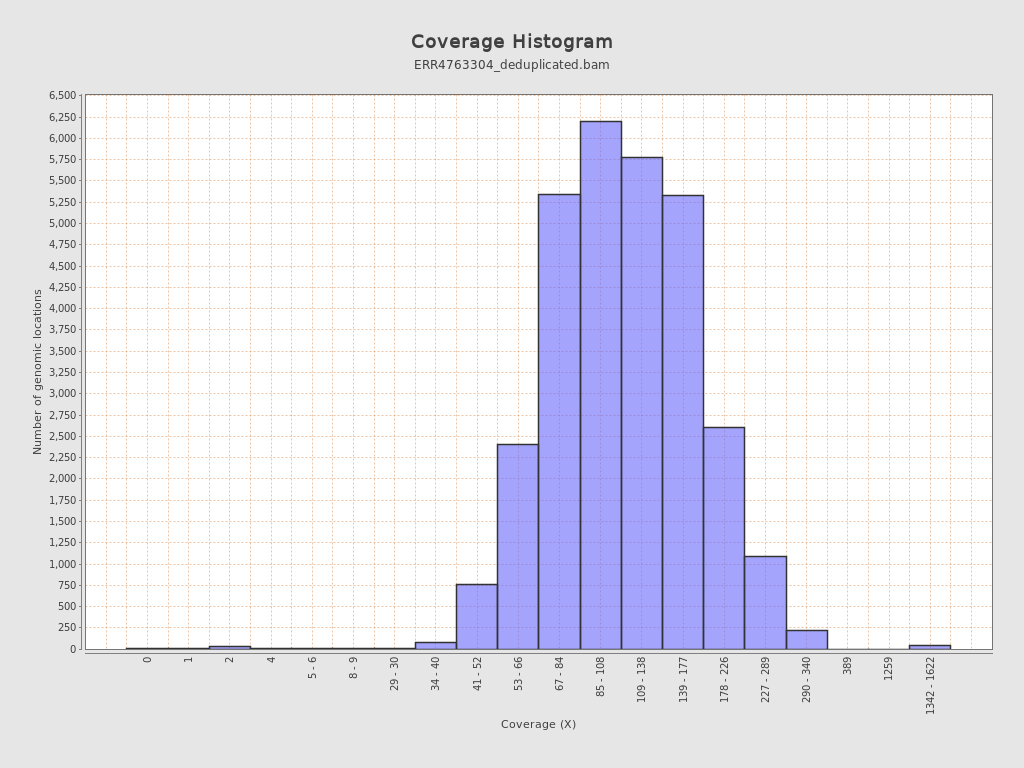 Coverage Histogram
ERR4763304_deduplicated.bam
Number of genomic locations
6,500
6,250
6,000
5,750
5,500
5,250
5,000
4,750
4,500
4,250
4,000
3,750
3,500
3,250
3,000
2,750
2,500
2,250
2,000
1,750
1,500
1,250
1,000
750
500
250
0
0
1
2
4
5 - 6
8 - 9
29 - 30
34 - 40
41 - 52
53 - 66
67 - 84
85 - 108
109 - 138
139 - 177
178 - 226
227 - 289
290 - 340
389
1259
1342 - 1622
Coverage (X)